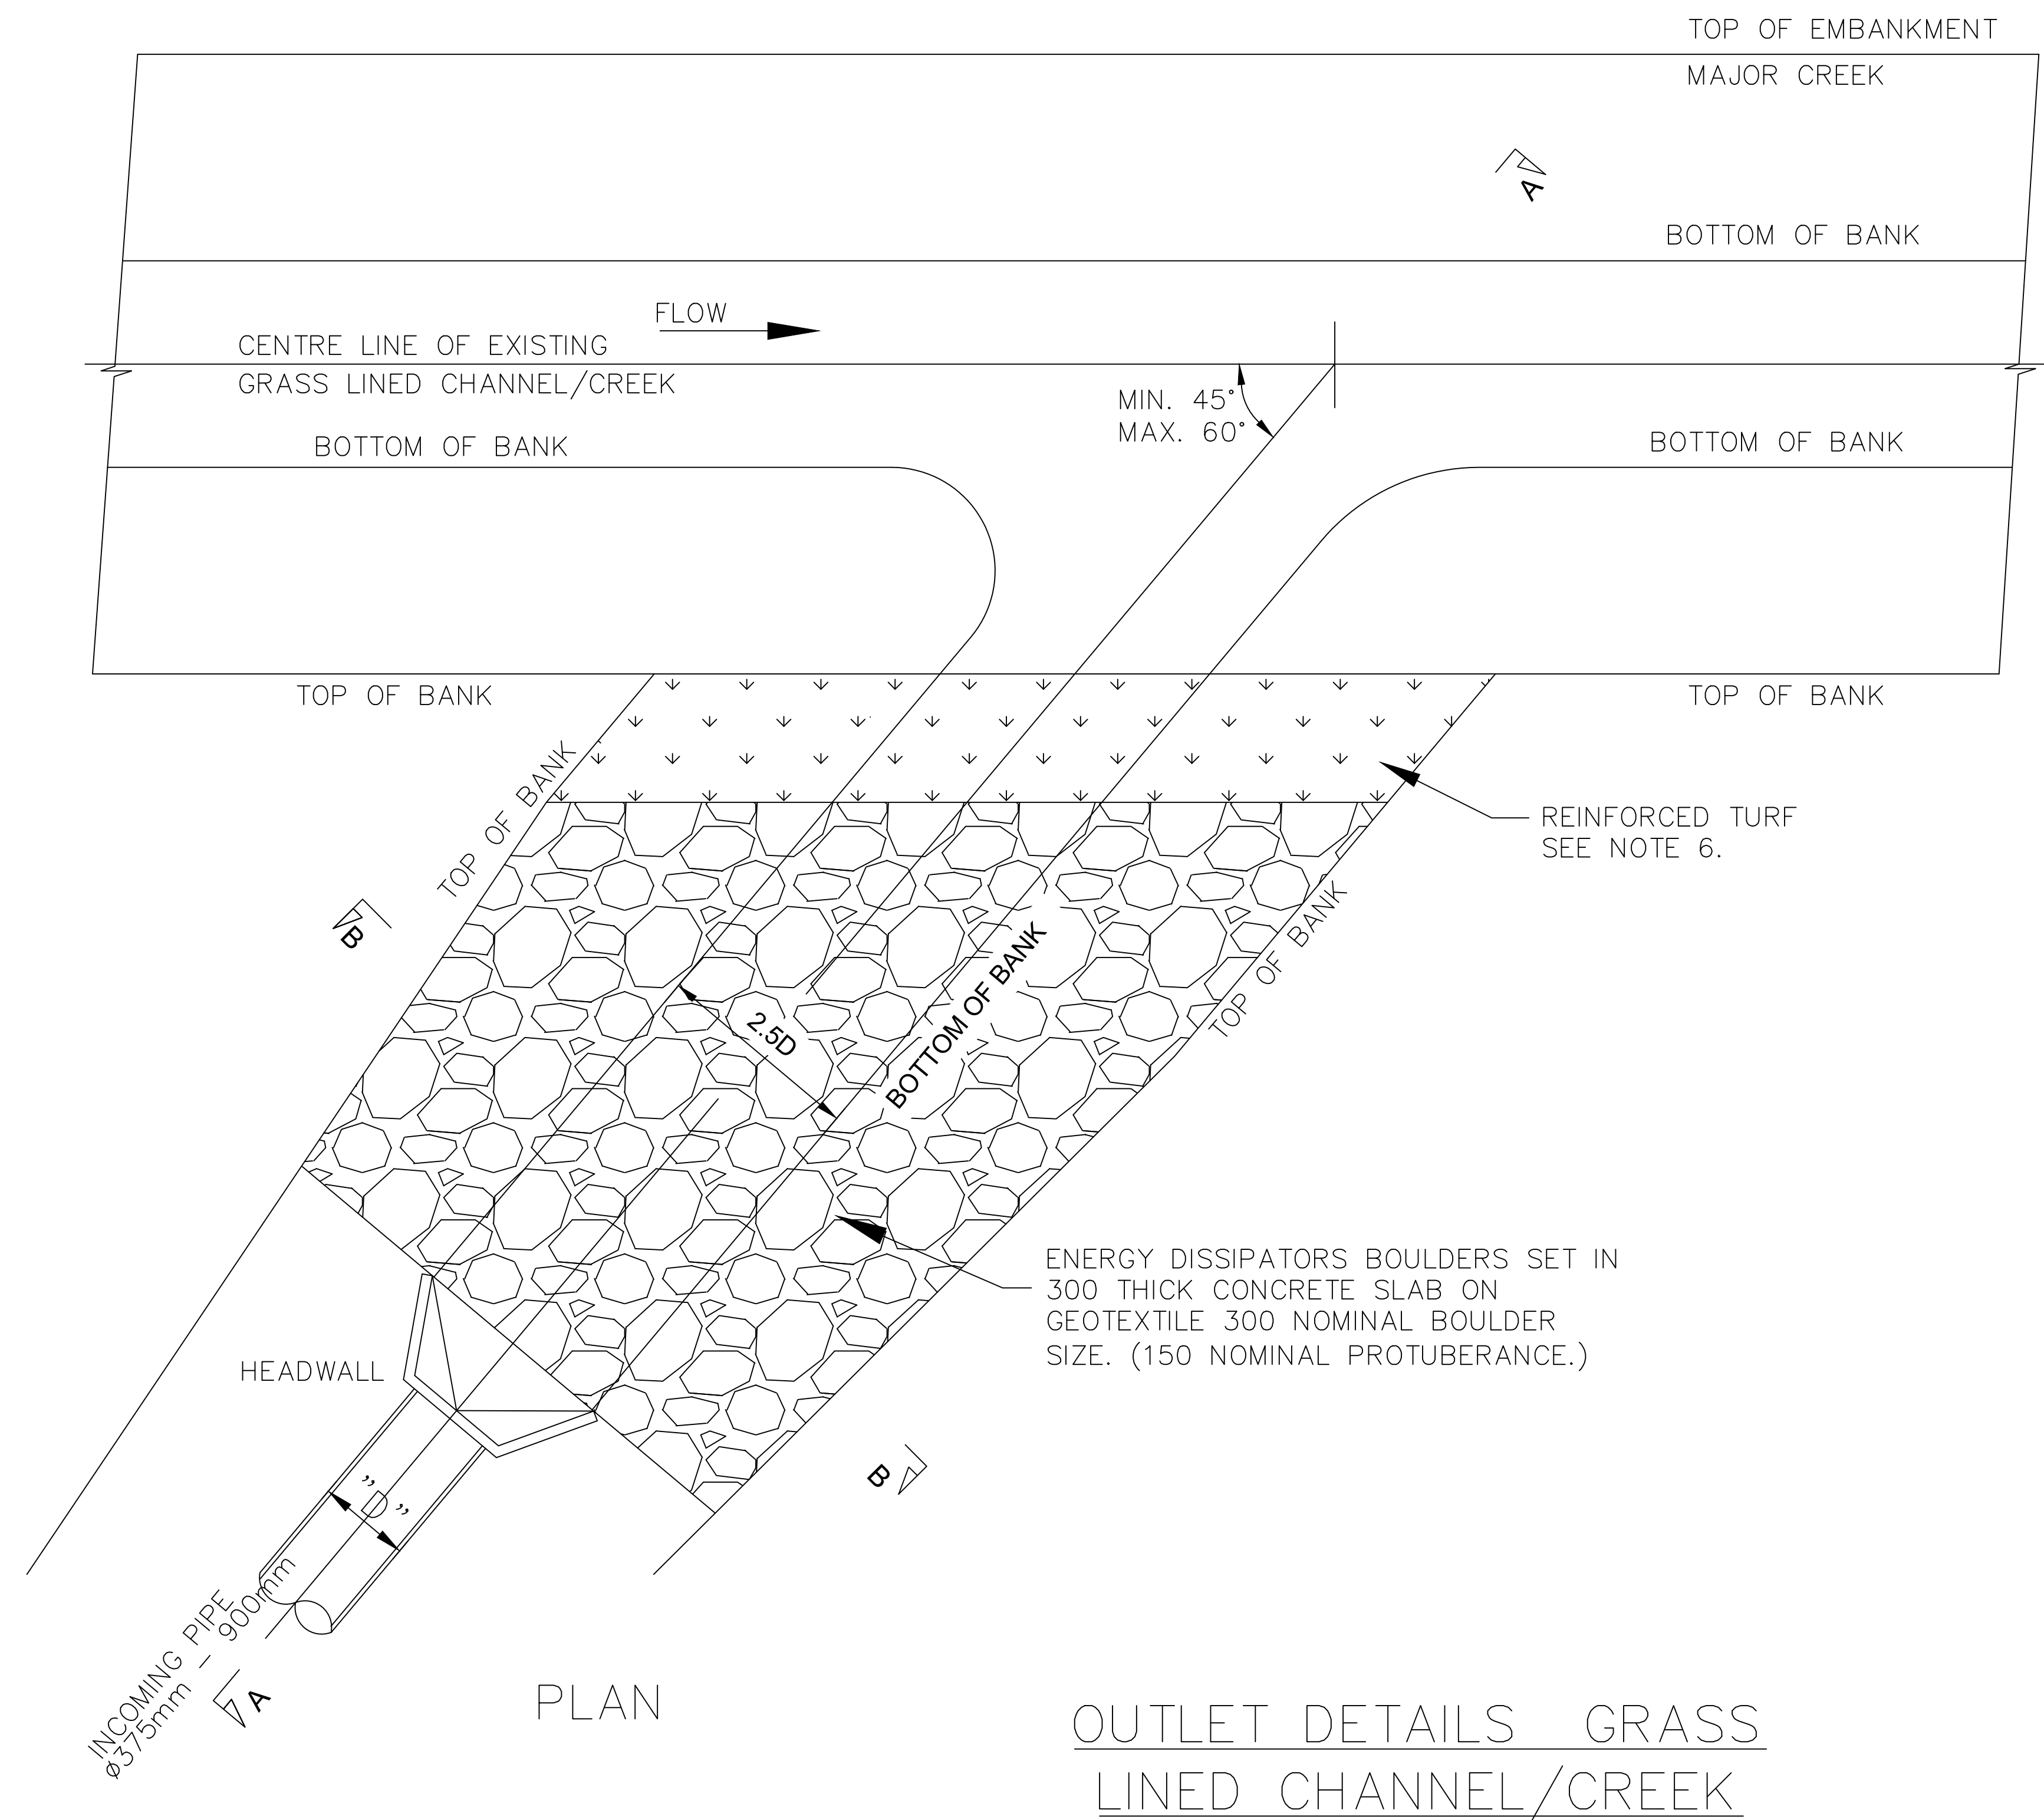 TOP OF EMBANKMENT
MAJOR CREEK
A
BOTTOM OF BANK
FLOW
CENTRE LINE OF EXISTING
GRASS LINED CHANNEL/CREEK
MIN. 45°
MAX. 60°
BOTTOM OF BANK
BOTTOM OF BANK
TOP OF BANK
TOP OF BANK
TOP OF BANK
REINFORCED TURF
SEE NOTE 6.
B
TOP OF BANK
BOTTOM OF BANK
2.5D
ENERGY DISSIPATORS BOULDERS SET IN
300 THICK CONCRETE SLAB ON
GEOTEXTILE 300 NOMINAL BOULDER
SIZE. (150 NOMINAL PROTUBERANCE.)
HEADWALL
B
"D"
INCOMING PIPE
ø375mm _ 900mm
A
PLAN
OUTLET DETAILS GRASS
LINED CHANNEL/CREEK